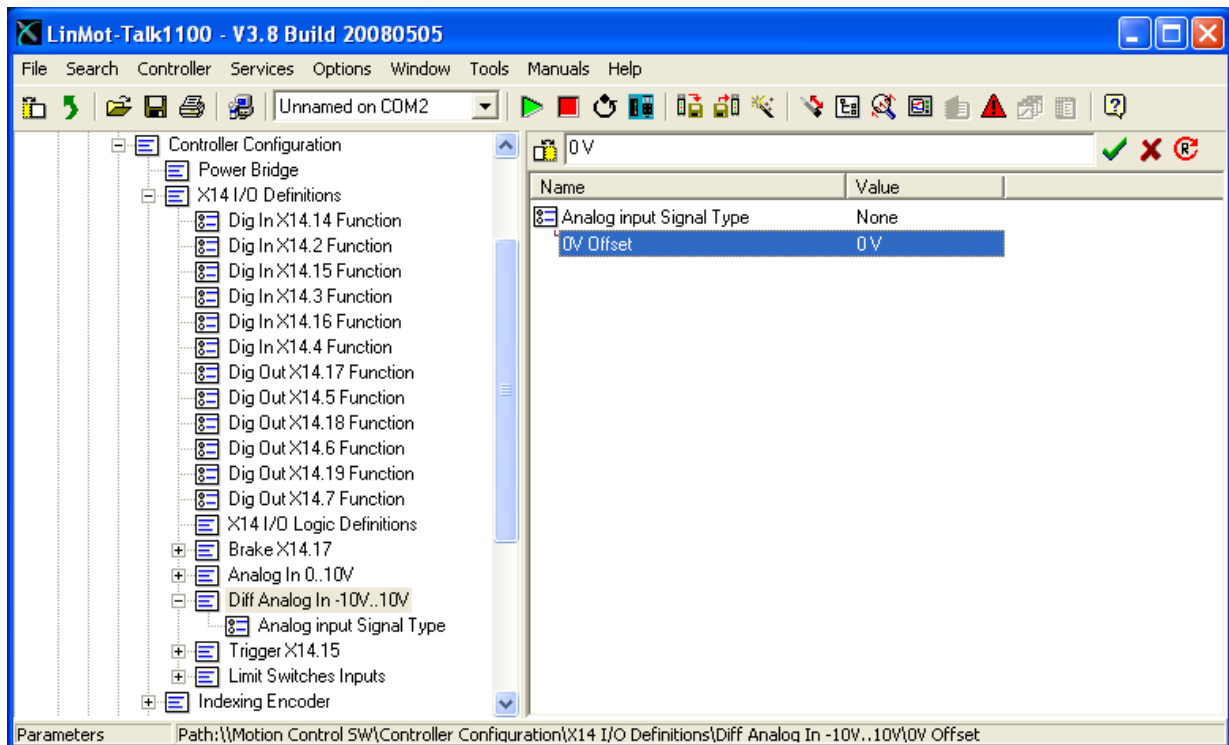 LinMot-Talk1100 - V3.8 Build 20080505
File Search Controller Services Options Window Tools Manuals Help
Unnamed on COM2
Controller Configuration
Power Bridge
X14 I/O Definitions
Dig In X14.14 Function
Dig In X14.2 Function
Dig In X14.15 Function
Dig In X14.3 Function
Dig In X14.16 Function
Dig In X14.4 Function
Dig Out X14.17 Function
Dig Out X14.5 Function
Dig Out X14.18 Function
Dig Out X14.6 Function
Dig Out X14.19 Function
Dig Out X14.7 Function
X14 I/O Logic Definitions
Brake X14.17
Analog In 0..10V
Diff Analog In -10V..10V
Analog input Signal Type
Trigger X14.15
Limit Switches Inputs
Indexing Encoder
0 V
Name Value
Analog input Signal Type None
0V Offset 0 V
Parameters Path:\\Motion Control SW\Controller Configuration\X14 I/O Definitions\Diff Analog In -10V..10V\0V Offset